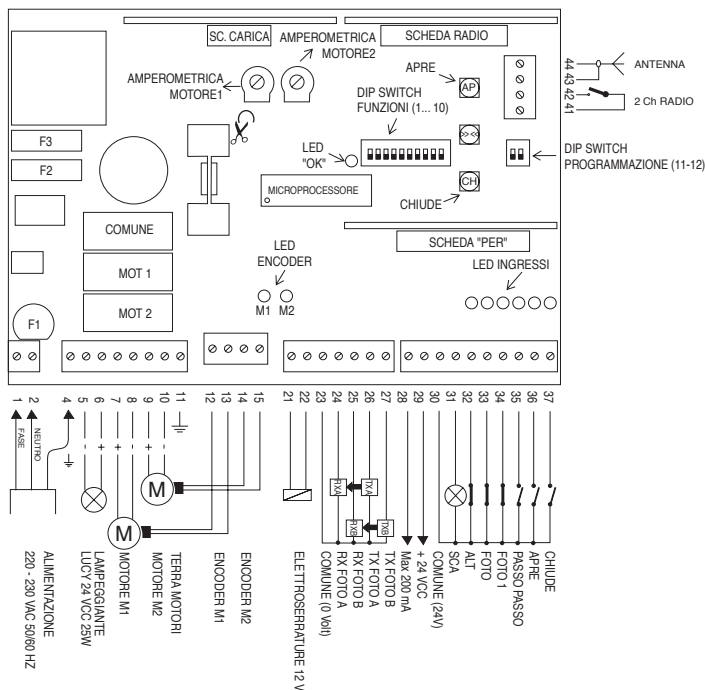 SC. CARICA
AMPEROMETRICA
MOTORE2
SCHEDA RADIO
AMPEROMETRICA
MOTORE1
APRE
AP
DIP SWITCH
FUNZIONI (1... 10)
44
43
42
41
ANTENNA
2 Ch RADIO
F3
F2
LED
"OK"
>><<
DIP SWITCH
PROGRAMMAZIONE (11-12)
MICROPROCESSORE
CH
CHIUDE
COMUNE
MOT 1
MOT 2
SCHEDA "PER"
LED
ENCODER
LED INGRESSI
M1 M2
F1
1
2
4
5
6
7
8
9
10
11
12
13
14
15
21
22
23
24
25
26
27
28
29
30
31
32
33
34
35
36
37
FASE
NEUTRO
- + + - + -
M
M
RXA
TXA
RXB
TXB
ALIMENTAZIONE
220 - 230 VAC 50/60 HZ
LAMPEGGIANTE
LUCY 24 VCC 25W
MOTORE M1
MOTORE M2
TERRA MOTORI
ENCODER M1
ENCODER M2
ELETTROSERRATURE 12 V
COMUNE (0 Volt)
RX FOTO A
RX FOTO B
TX FOTO A
TX FOTO B
Max 200 mA
+ 24 VCC
COMUNE (24V)
SCA
ALT
FOTO
FOTO 1
PASSO PASSO
APRE
CHIUDE